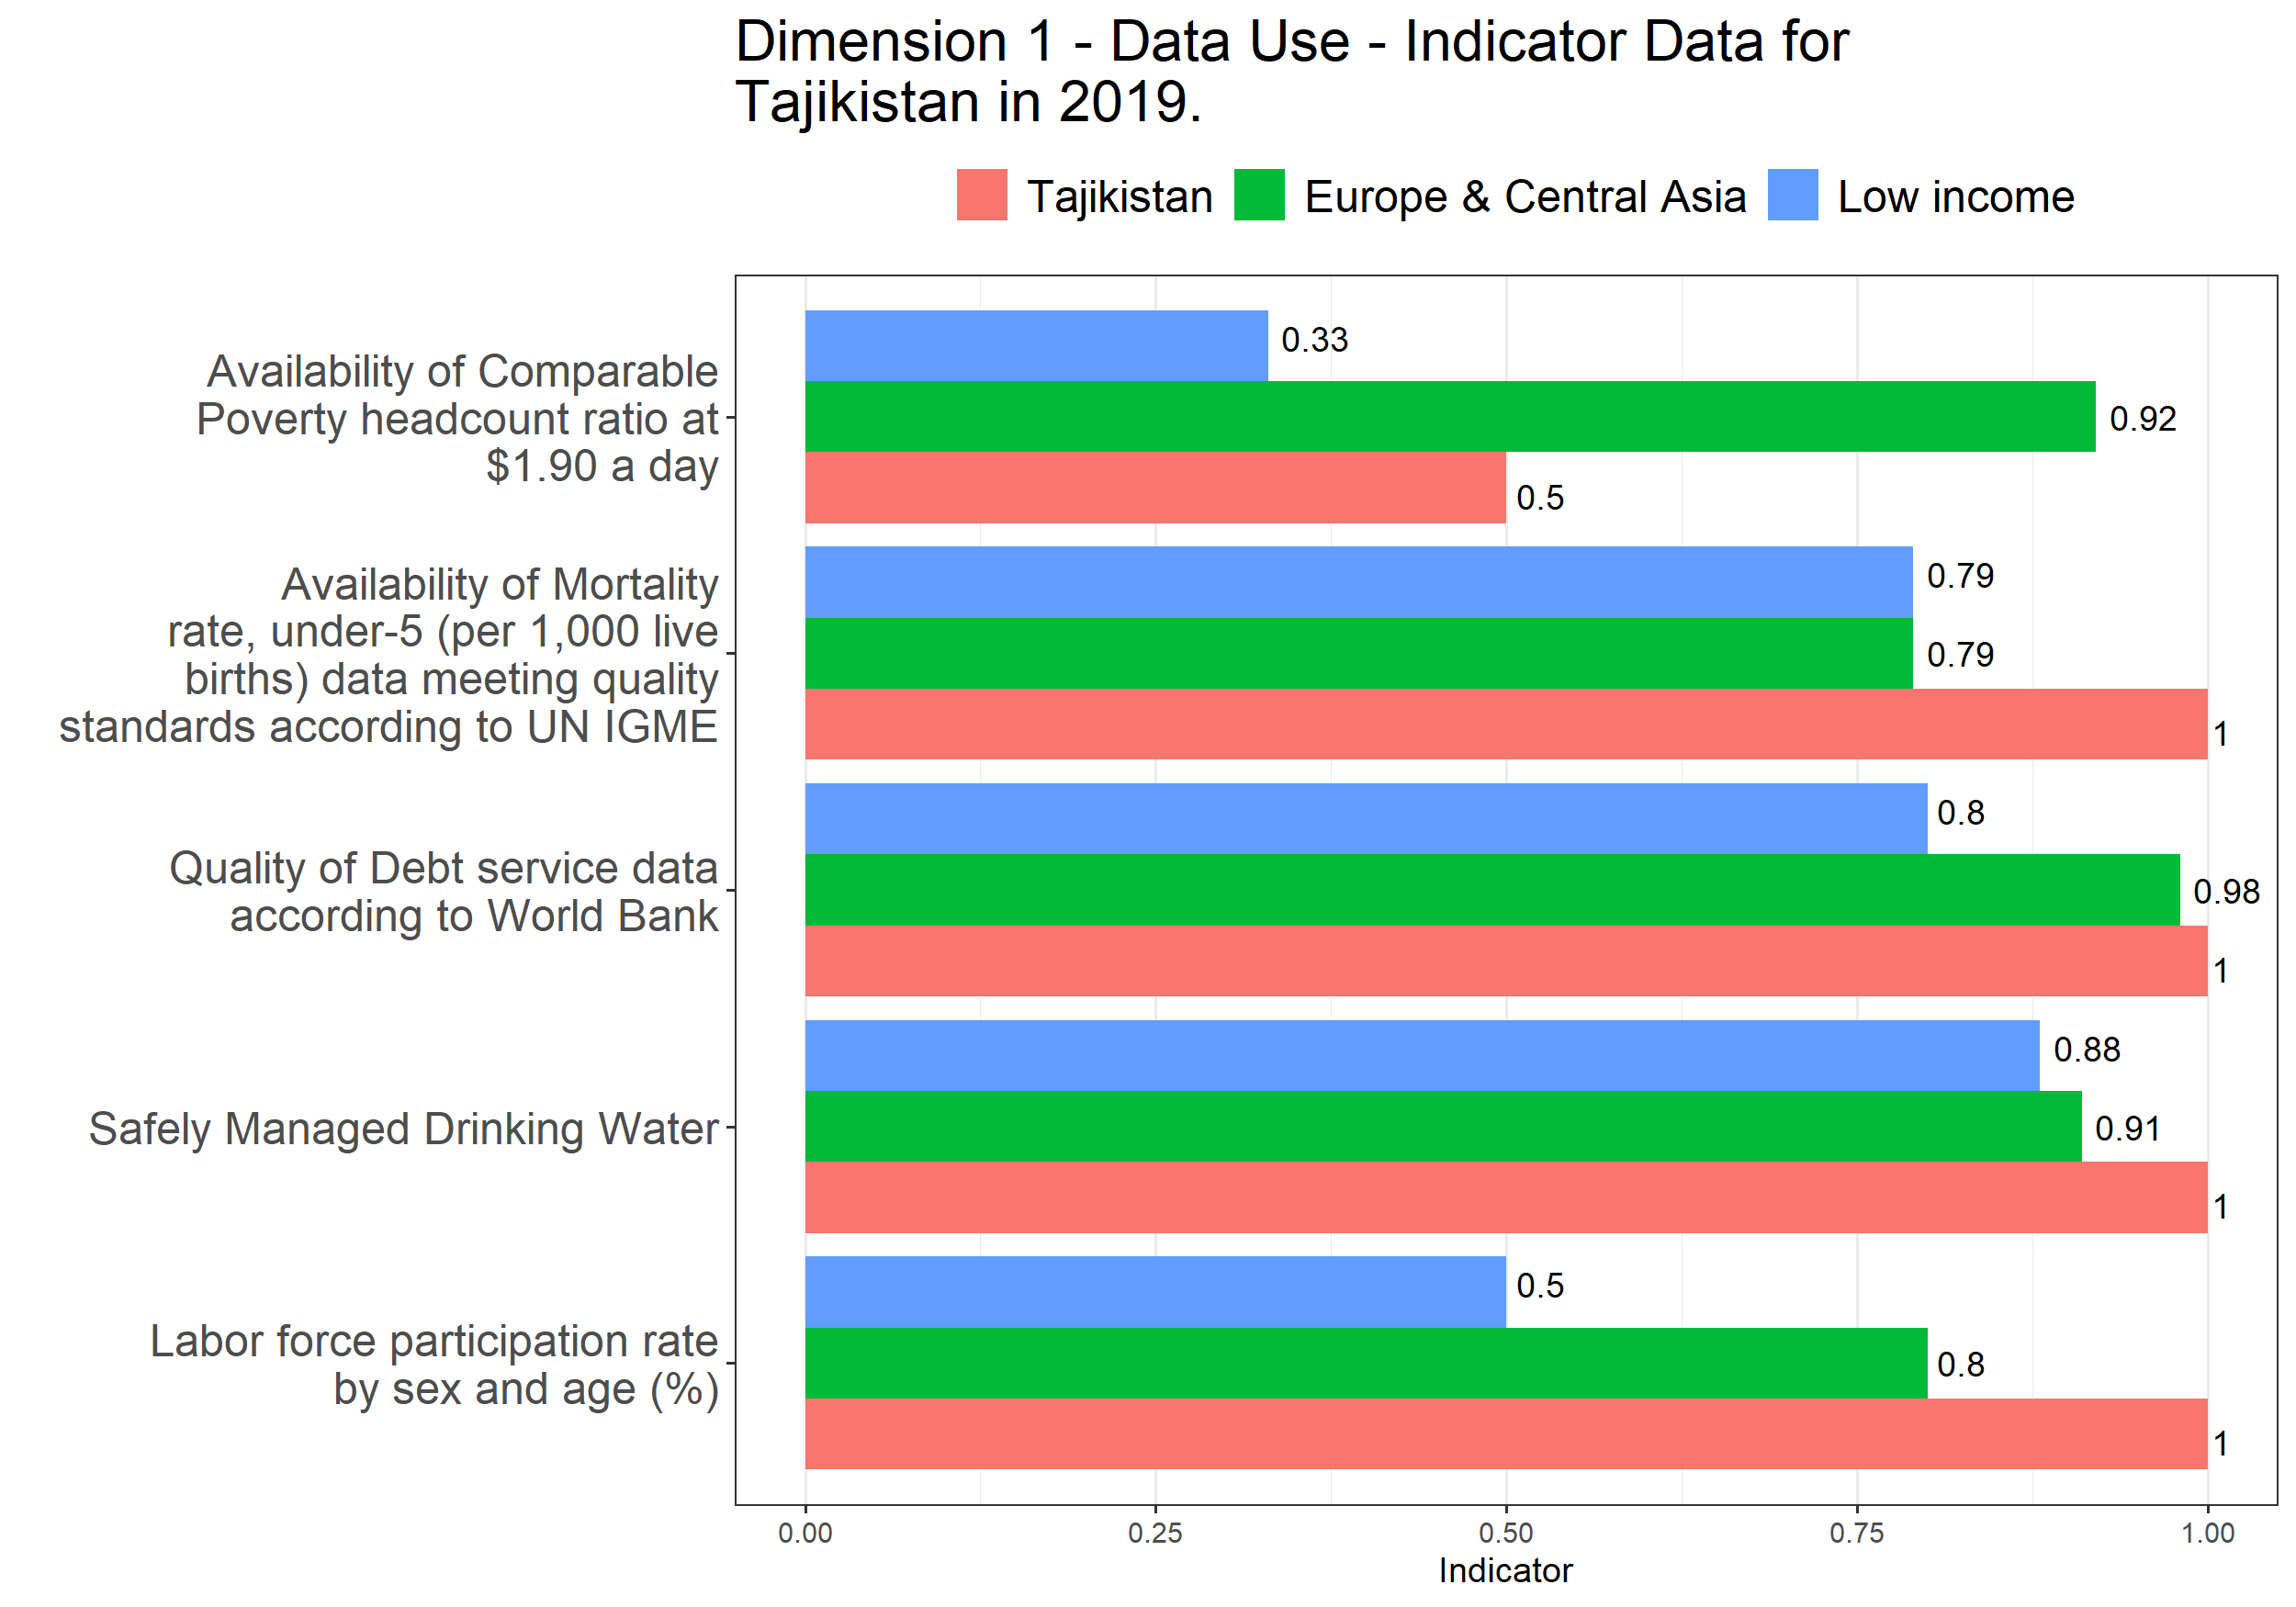 Dimension 1 - Data Use - Indicator Data for
Tajikistan in 2019.
Tajikistan
Europe & Central Asia
Low income
Availability of Comparable
Poverty headcount ratio at
$1.90 a day
0.33
0.92
0.5
Availability of Mortality
rate, under-5 (per 1,000 live
births) data meeting quality
standards according to UN IGME
0.79
0.79
1
Quality of Debt service data
according to World Bank
0.8
0.98
1
Safely Managed Drinking Water
0.88
0.91
1
Labor force participation rate
by sex and age (%)
0.5
0.8
1
0.00
0.25
0.50
0.75
1.00
Indicator